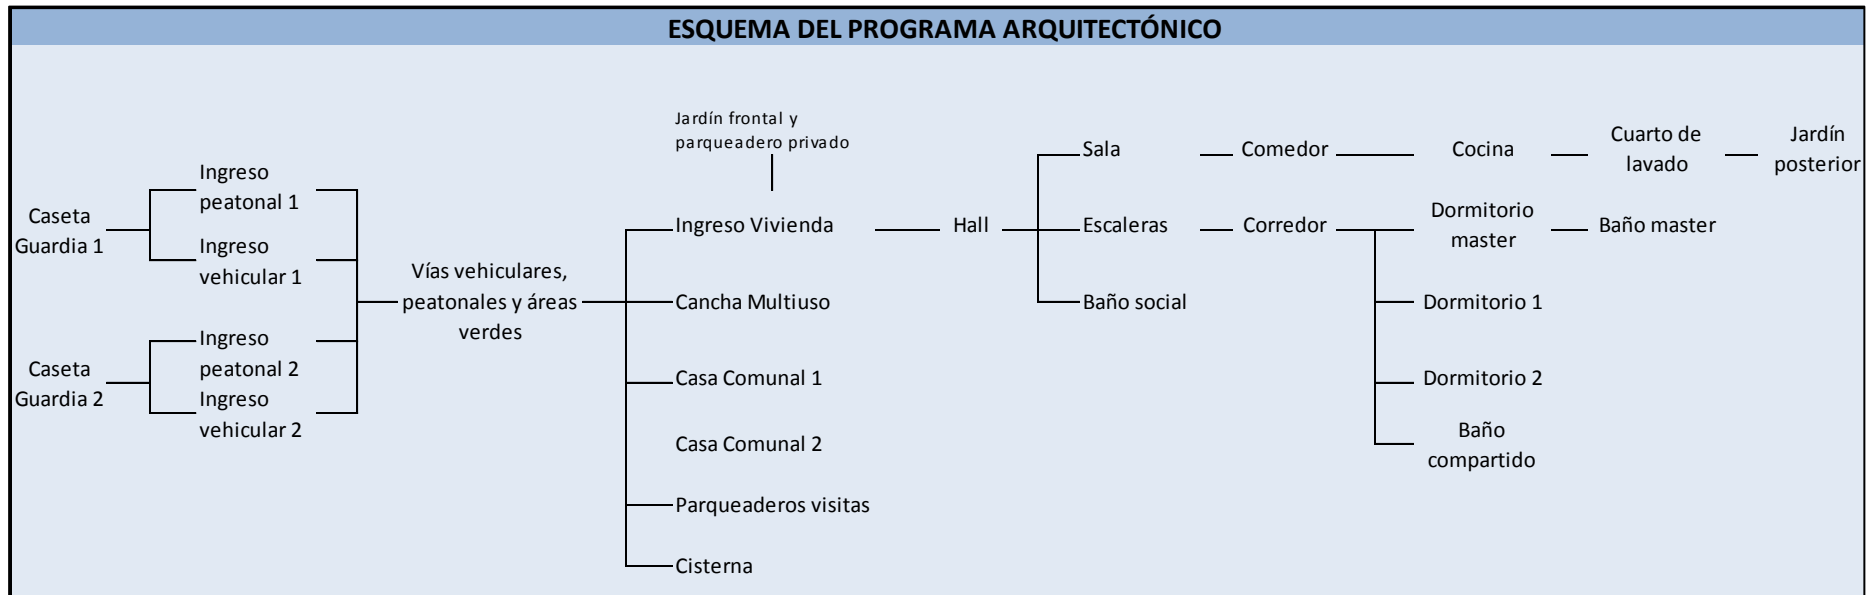 ESQUEMA DEL PROGRAMA ARQUITECTÓNICO
Caseta
Guardia 1
Caseta
Guardia 2
Ingreso
peatonal 1
Ingreso
vehicular 1
Ingreso
peatonal 2
Ingreso
vehicular 2
Vías vehiculares,
peatonales y áreas
verdes
Jardín frontal y
parqueadero privado
Ingreso Vivienda
Cancha Multiuso
Casa Comunal 1
Casa Comunal 2
Parqueaderos visitas
Cisterna
Hall
Sala
Escaleras
Baño social
Comedor
Corredor
Cocina
Dormitorio
master
Dormitorio 1
Dormitorio 2
Baño
compartido
Cuarto de
lavado
Baño master
Jardín
posterior